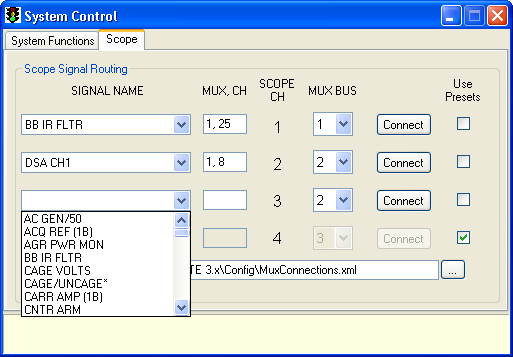 System Control
System Functions Scope
Scope Signal Routing
SIGNAL NAME MUX, CH SCOPE CH MUX BUS Use Presets
BB IR FLTR 1, 25 1 1 Connect
DSA CH1 1, 8 2 2 Connect
3 2 Connect
AC GEN/50
ACQ REF (1B)
AGR PWR MON
4 3 Connect
BB IR FLTR
CAGE VOLTS
TE 3.x\Config\MuxConnections.xml ...
CAGE/UNCAGE*
CARR AMP (1B)
CNTR ARM